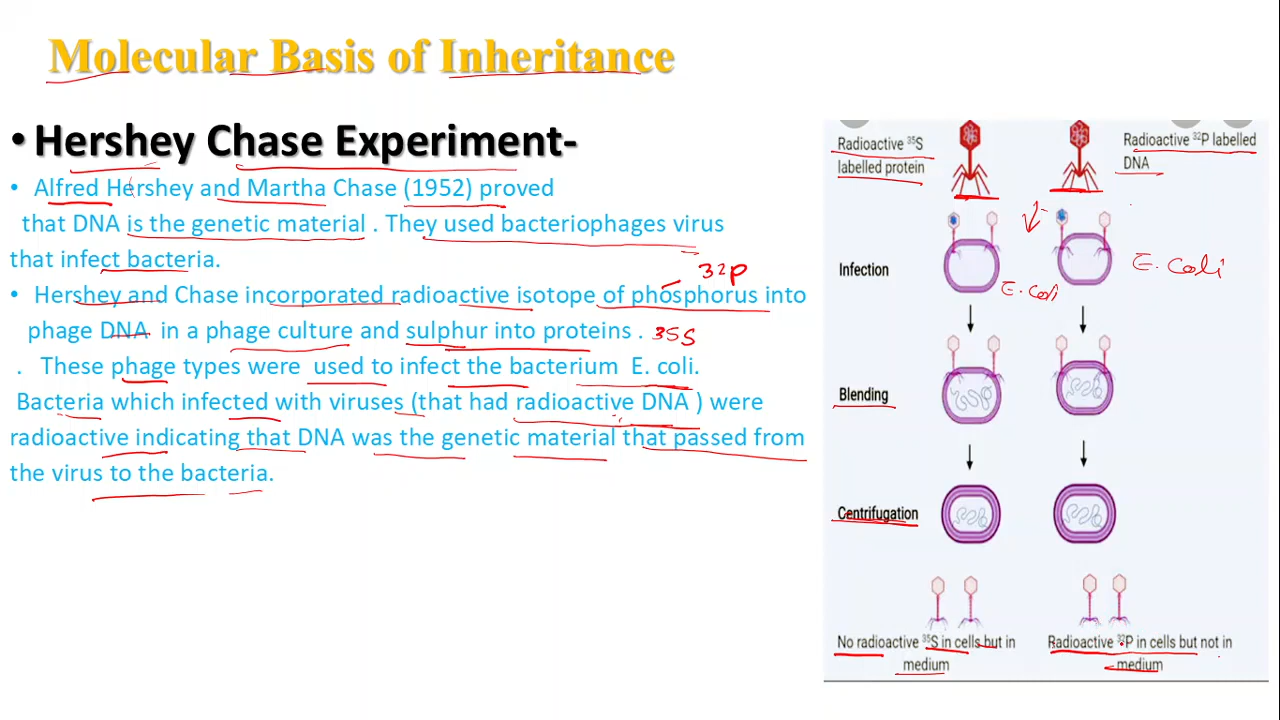 Molecular Basis of Inheritance
• Hershey Chase Experiment-
• Alfred Hershey and Martha Chase (1952) proved
that DNA is the genetic material . They used bacteriophages virus
that infect bacteria.
32P
• Hershey and Chase incorporated radioactive isotope of phosphorus into
phage DNA in a phage culture and sulphur into proteins . 35S
. These phage types were used to infect the bacterium E. coli.
Bacteria which infected with viruses (that had radioactive DNA ) were
radioactive indicating that DNA was the genetic material that passed from
the virus to the bacteria.
Radioactive ³⁵S
labelled protein
Radioactive ³²P labelled
DNA
Infection
E. Coli
E. Coli
Blending
Centrifugation
No radioactive ³⁵S in cells but in
medium
Radioactive ³²P in cells but not in
medium